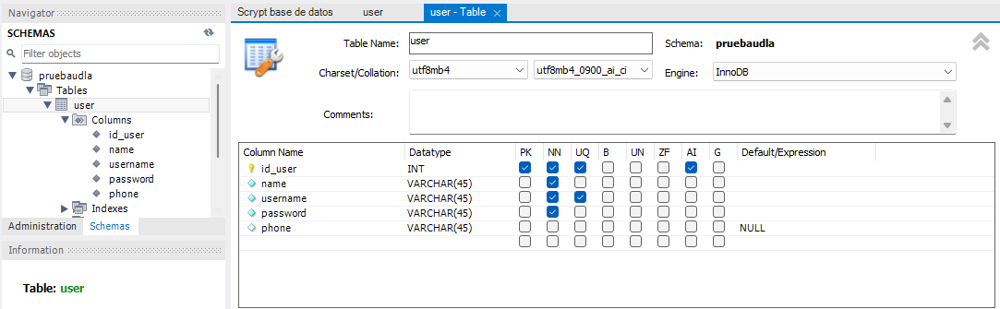 Navigator
SCHEMAS
Filter objects
pruebaudla
Tables
user
Columns
id_user
name
username
password
phone
Indexes
Administration Schemas
Information
Table: user
Scrypt base de datos user user - Table
Table Name: user Schema: pruebaudla
Charset/Collation: utf8mb4 utf8mb4_0900_ai_ci Engine: InnoDB
Comments:
Column Name Datatype PK NN UQ B UN ZF AI G Default/Expression
id_user INT
name VARCHAR(45)
username VARCHAR(45)
password VARCHAR(45)
phone VARCHAR(45) NULL